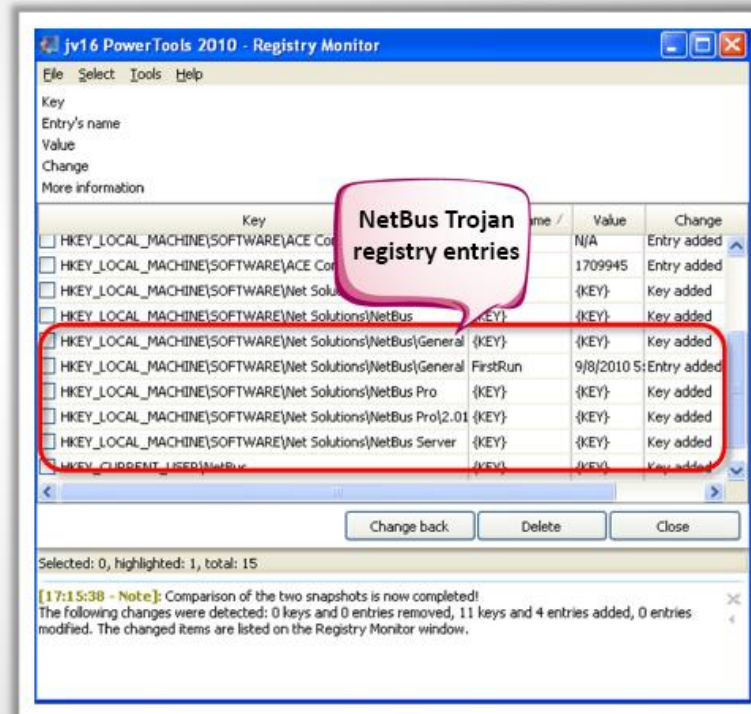 jv16 PowerTools 2010 - Registry Monitor
File Select Tools Help
Key
Entry's name
Value
Change
More information
NetBus Trojan
registry entries
Key me / Value Change
HKEY_LOCAL_MACHINE\SOFTWARE\ACE Co N/A Entry added
HKEY_LOCAL_MACHINE\SOFTWARE\ACE Co 1709945 Entry added
HKEY_LOCAL_MACHINE\SOFTWARE\Net Solu {KEY} Key added
HKEY_LOCAL_MACHINE\SOFTWARE\Net Solutions\NetBus {KEY} {KEY} Key added
HKEY_LOCAL_MACHINE\SOFTWARE\Net Solutions\NetBus\General {KEY} {KEY} Key added
HKEY_LOCAL_MACHINE\SOFTWARE\Net Solutions\NetBus\General FirstRun 9/8/2010 5: Entry added
HKEY_LOCAL_MACHINE\SOFTWARE\Net Solutions\NetBus Pro {KEY} {KEY} Key added
HKEY_LOCAL_MACHINE\SOFTWARE\Net Solutions\NetBus Pro\2.01 {KEY} {KEY} Key added
HKEY_LOCAL_MACHINE\SOFTWARE\Net Solutions\NetBus Server {KEY} {KEY} Key added
HKEY_CURRENT_USER\NetBus {KEY} {KEY} Key added
Change back Delete Close
Selected: 0, highlighted: 1, total: 15
[17:15:38 - Note]: Comparison of the two snapshots is now completed!
The following changes were detected: 0 keys and 0 entries removed, 11 keys and 4 entries added, 0 entries
modified. The changed items are listed on the Registry Monitor window.